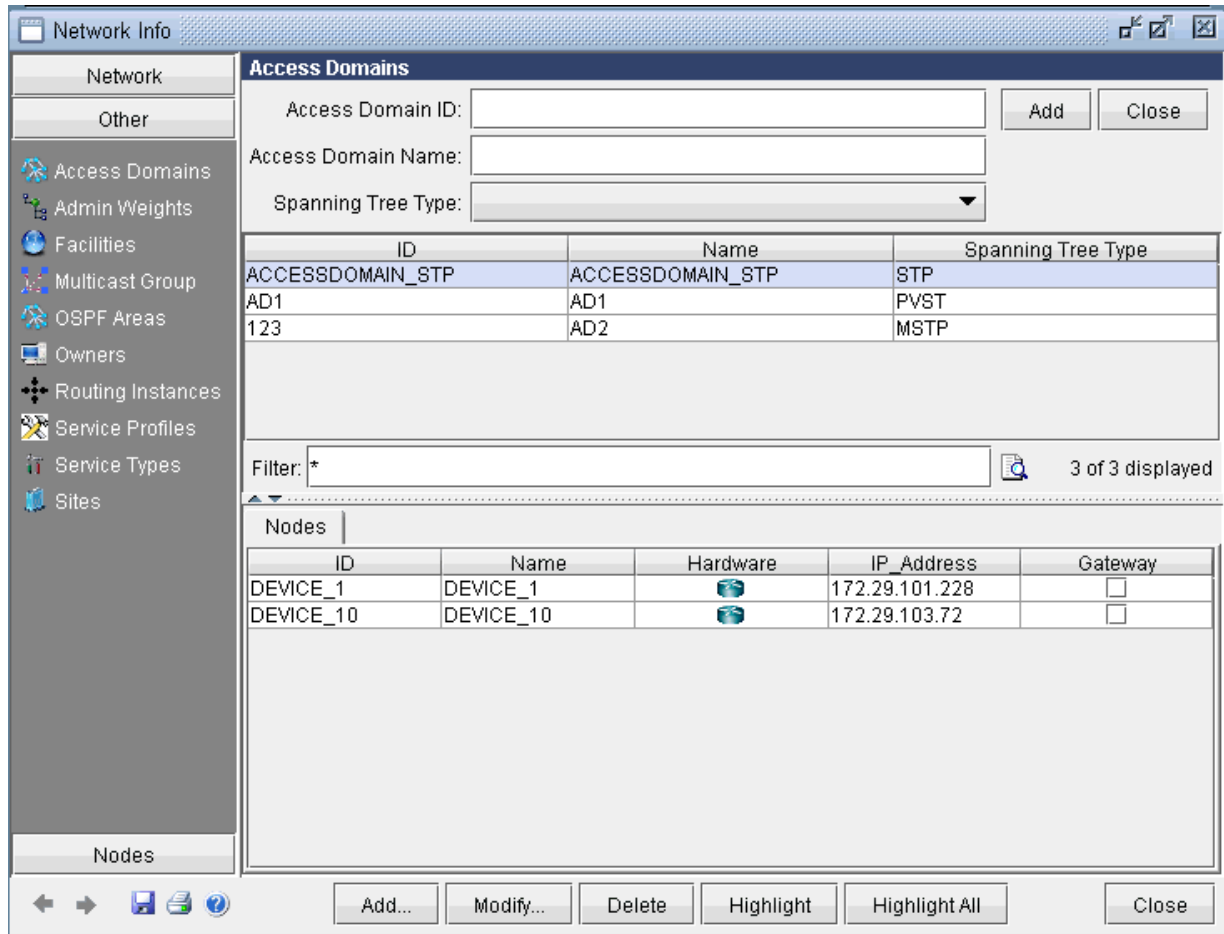 Network Info
Network
Other
Access Domains
Admin Weights
Facilities
Multicast Group
OSPF Areas
Owners
Routing Instances
Service Profiles
Service Types
Sites
Nodes
Access Domains
Access Domain ID:
Add
Close
Access Domain Name:
Spanning Tree Type:
ID Name Spanning Tree Type
ACCESSDOMAIN_STP ACCESSDOMAIN_STP STP
AD1 AD1 PVST
123 AD2 MSTP
Filter: * 3 of 3 displayed
Nodes
ID Name Hardware IP_Address Gateway
DEVICE_1 DEVICE_1 172.29.101.228
DEVICE_10 DEVICE_10 172.29.103.72
Add... Modify... Delete Highlight Highlight All Close